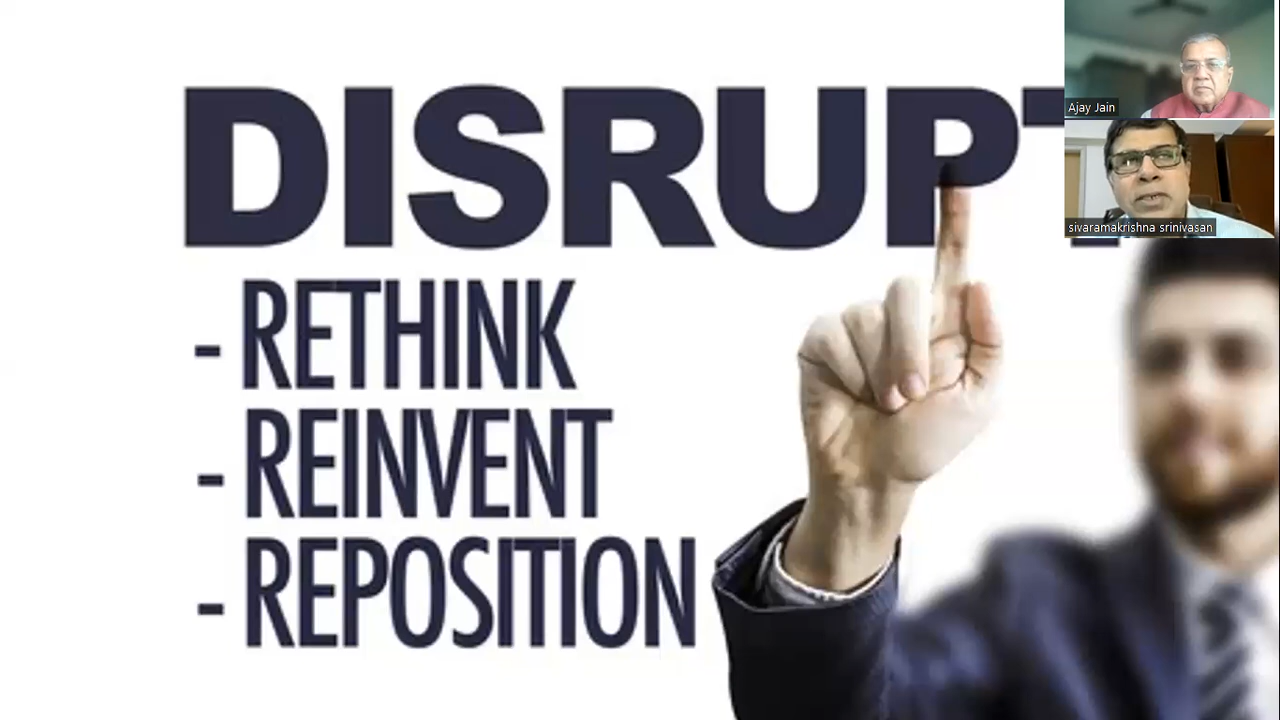 DISRUPT
- RETHINK
- REINVENT
- REPOSITION
Ajay Jain
sivaramakrishna srinivasan